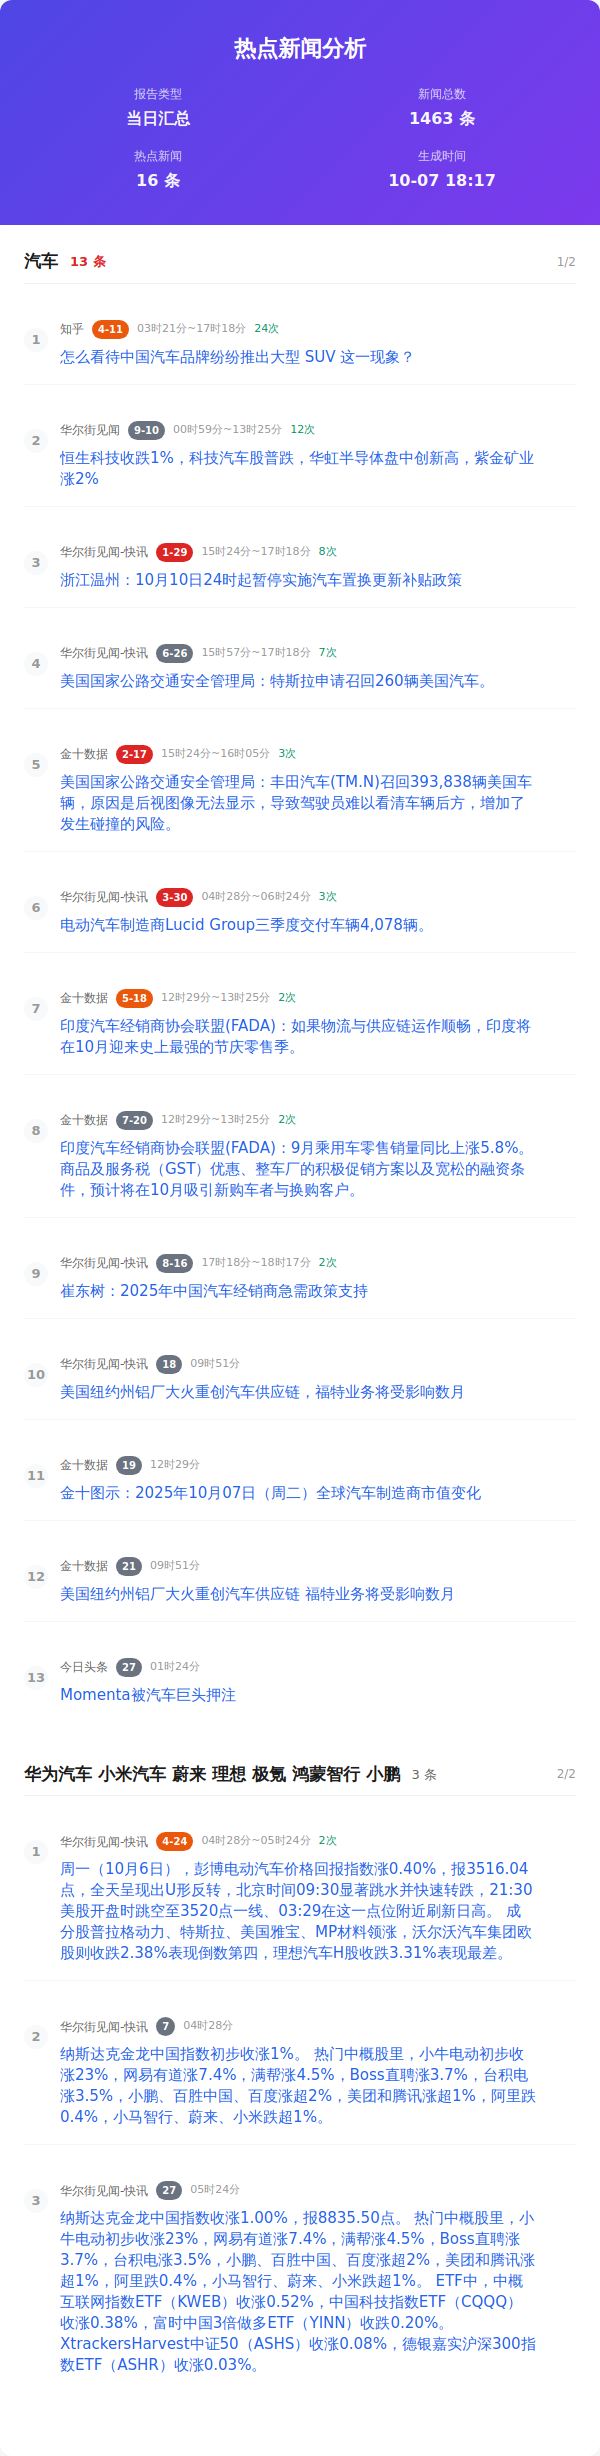 热点新闻分析
报告类型
当日汇总
新闻总数
1463 条
热点新闻
16 条
生成时间
10-07 18:17
汽车 13 条 1/2
1
知乎 4-11 03时21分~17时18分 24次
怎么看待中国汽车品牌纷纷推出大型 SUV 这一现象？
2
华尔街见闻 9-10 00时59分~13时25分 12次
恒生科技收跌1%，科技汽车股普跌，华虹半导体盘中创新高，紫金矿业
涨2%
3
华尔街见闻-快讯 1-29 15时24分~17时18分 8次
浙江温州：10月10日24时起暂停实施汽车置换更新补贴政策
4
华尔街见闻-快讯 6-26 15时57分~17时18分 7次
美国国家公路交通安全管理局：特斯拉申请召回260辆美国汽车。
5
金十数据 2-17 15时24分~16时05分 3次
美国国家公路交通安全管理局：丰田汽车(TM.N)召回393,838辆美国车
辆，原因是后视图像无法显示，导致驾驶员难以看清车辆后方，增加了
发生碰撞的风险。
6
华尔街见闻-快讯 3-30 04时28分~06时24分 3次
电动汽车制造商Lucid Group三季度交付车辆4,078辆。
7
金十数据 5-18 12时29分~13时25分 2次
印度汽车经销商协会联盟(FADA)：如果物流与供应链运作顺畅，印度将
在10月迎来史上最强的节庆零售季。
8
金十数据 7-20 12时29分~13时25分 2次
印度汽车经销商协会联盟(FADA)：9月乘用车零售销量同比上涨5.8%。
商品及服务税（GST）优惠、整车厂的积极促销方案以及宽松的融资条
件，预计将在10月吸引新购车者与换购客户。
9
华尔街见闻-快讯 8-16 17时18分~18时17分 2次
崔东树：2025年中国汽车经销商急需政策支持
10
华尔街见闻-快讯 18 09时51分
美国纽约州铝厂大火重创汽车供应链，福特业务将受影响数月
11
金十数据 19 12时29分
金十图示：2025年10月07日（周二）全球汽车制造商市值变化
12
金十数据 21 09时51分
美国纽约州铝厂大火重创汽车供应链 福特业务将受影响数月
13
今日头条 27 01时24分
Momenta被汽车巨头押注
华为汽车 小米汽车 蔚来 理想 极氪 鸿蒙智行 小鹏 3 条 2/2
1
华尔街见闻-快讯 4-24 04时28分~05时24分 2次
周一（10月6日），彭博电动汽车价格回报指数涨0.40%，报3516.04
点，全天呈现出U形反转，北京时间09:30显著跳水并快速转跌，21:30
美股开盘时跳空至3520点一线、03:29在这一点位附近刷新日高。 成
分股普拉格动力、特斯拉、美国雅宝、MP材料领涨，沃尔沃汽车集团欧
股则收跌2.38%表现倒数第四，理想汽车H股收跌3.31%表现最差。
2
华尔街见闻-快讯 7 04时28分
纳斯达克金龙中国指数初步收涨1%。 热门中概股里，小牛电动初步收
涨23%，网易有道涨7.4%，满帮涨4.5%，Boss直聘涨3.7%，台积电
涨3.5%，小鹏、百胜中国、百度涨超2%，美团和腾讯涨超1%，阿里跌
0.4%，小马智行、蔚来、小米跌超1%。
3
华尔街见闻-快讯 27 05时24分
纳斯达克金龙中国指数收涨1.00%，报8835.50点。 热门中概股里，小
牛电动初步收涨23%，网易有道涨7.4%，满帮涨4.5%，Boss直聘涨
3.7%，台积电涨3.5%，小鹏、百胜中国、百度涨超2%，美团和腾讯涨
超1%，阿里跌0.4%，小马智行、蔚来、小米跌超1%。 ETF中，中概
互联网指数ETF（KWEB）收涨0.52%，中国科技指数ETF（CQQQ）
收涨0.38%，富时中国3倍做多ETF（YINN）收跌0.20%。
XtrackersHarvest中证50（ASHS）收涨0.08%，德银嘉实沪深300指
数ETF（ASHR）收涨0.03%。